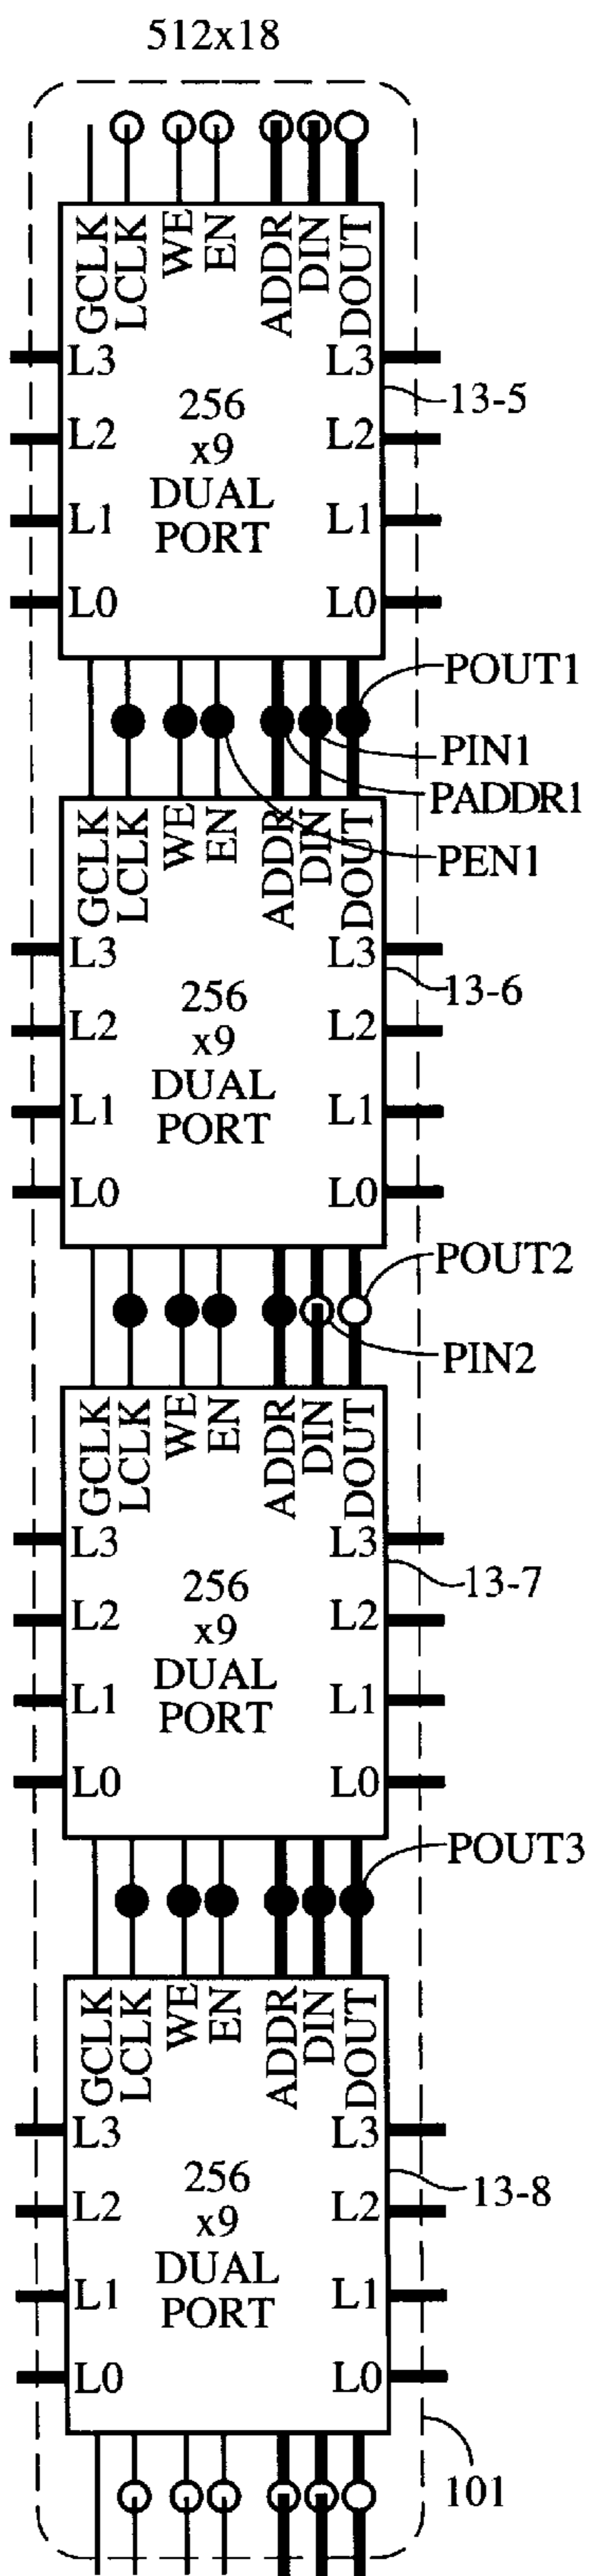 512x18
GCLK LCLK WE EN ADDR DIN DOUT
L3 L3
13-5
256
L2 L2
x9
DUAL
L1 L1
PORT
L0 L0
POUT1
PIN1
PADDR1
PEN1
GCLK LCLK WE EN ADDR DIN DOUT
L3 L3
13-6
256
L2 L2
x9
DUAL
L1 L1
PORT
L0 L0
POUT2
PIN2
GCLK LCLK WE EN ADDR DIN DOUT
L3 L3
13-7
256
L2 L2
x9
DUAL
L1 L1
PORT
L0 L0
POUT3
GCLK LCLK WE EN ADDR DIN DOUT
L3 L3
13-8
256
L2 L2
x9
DUAL
L1 L1
PORT
L0 L0
101